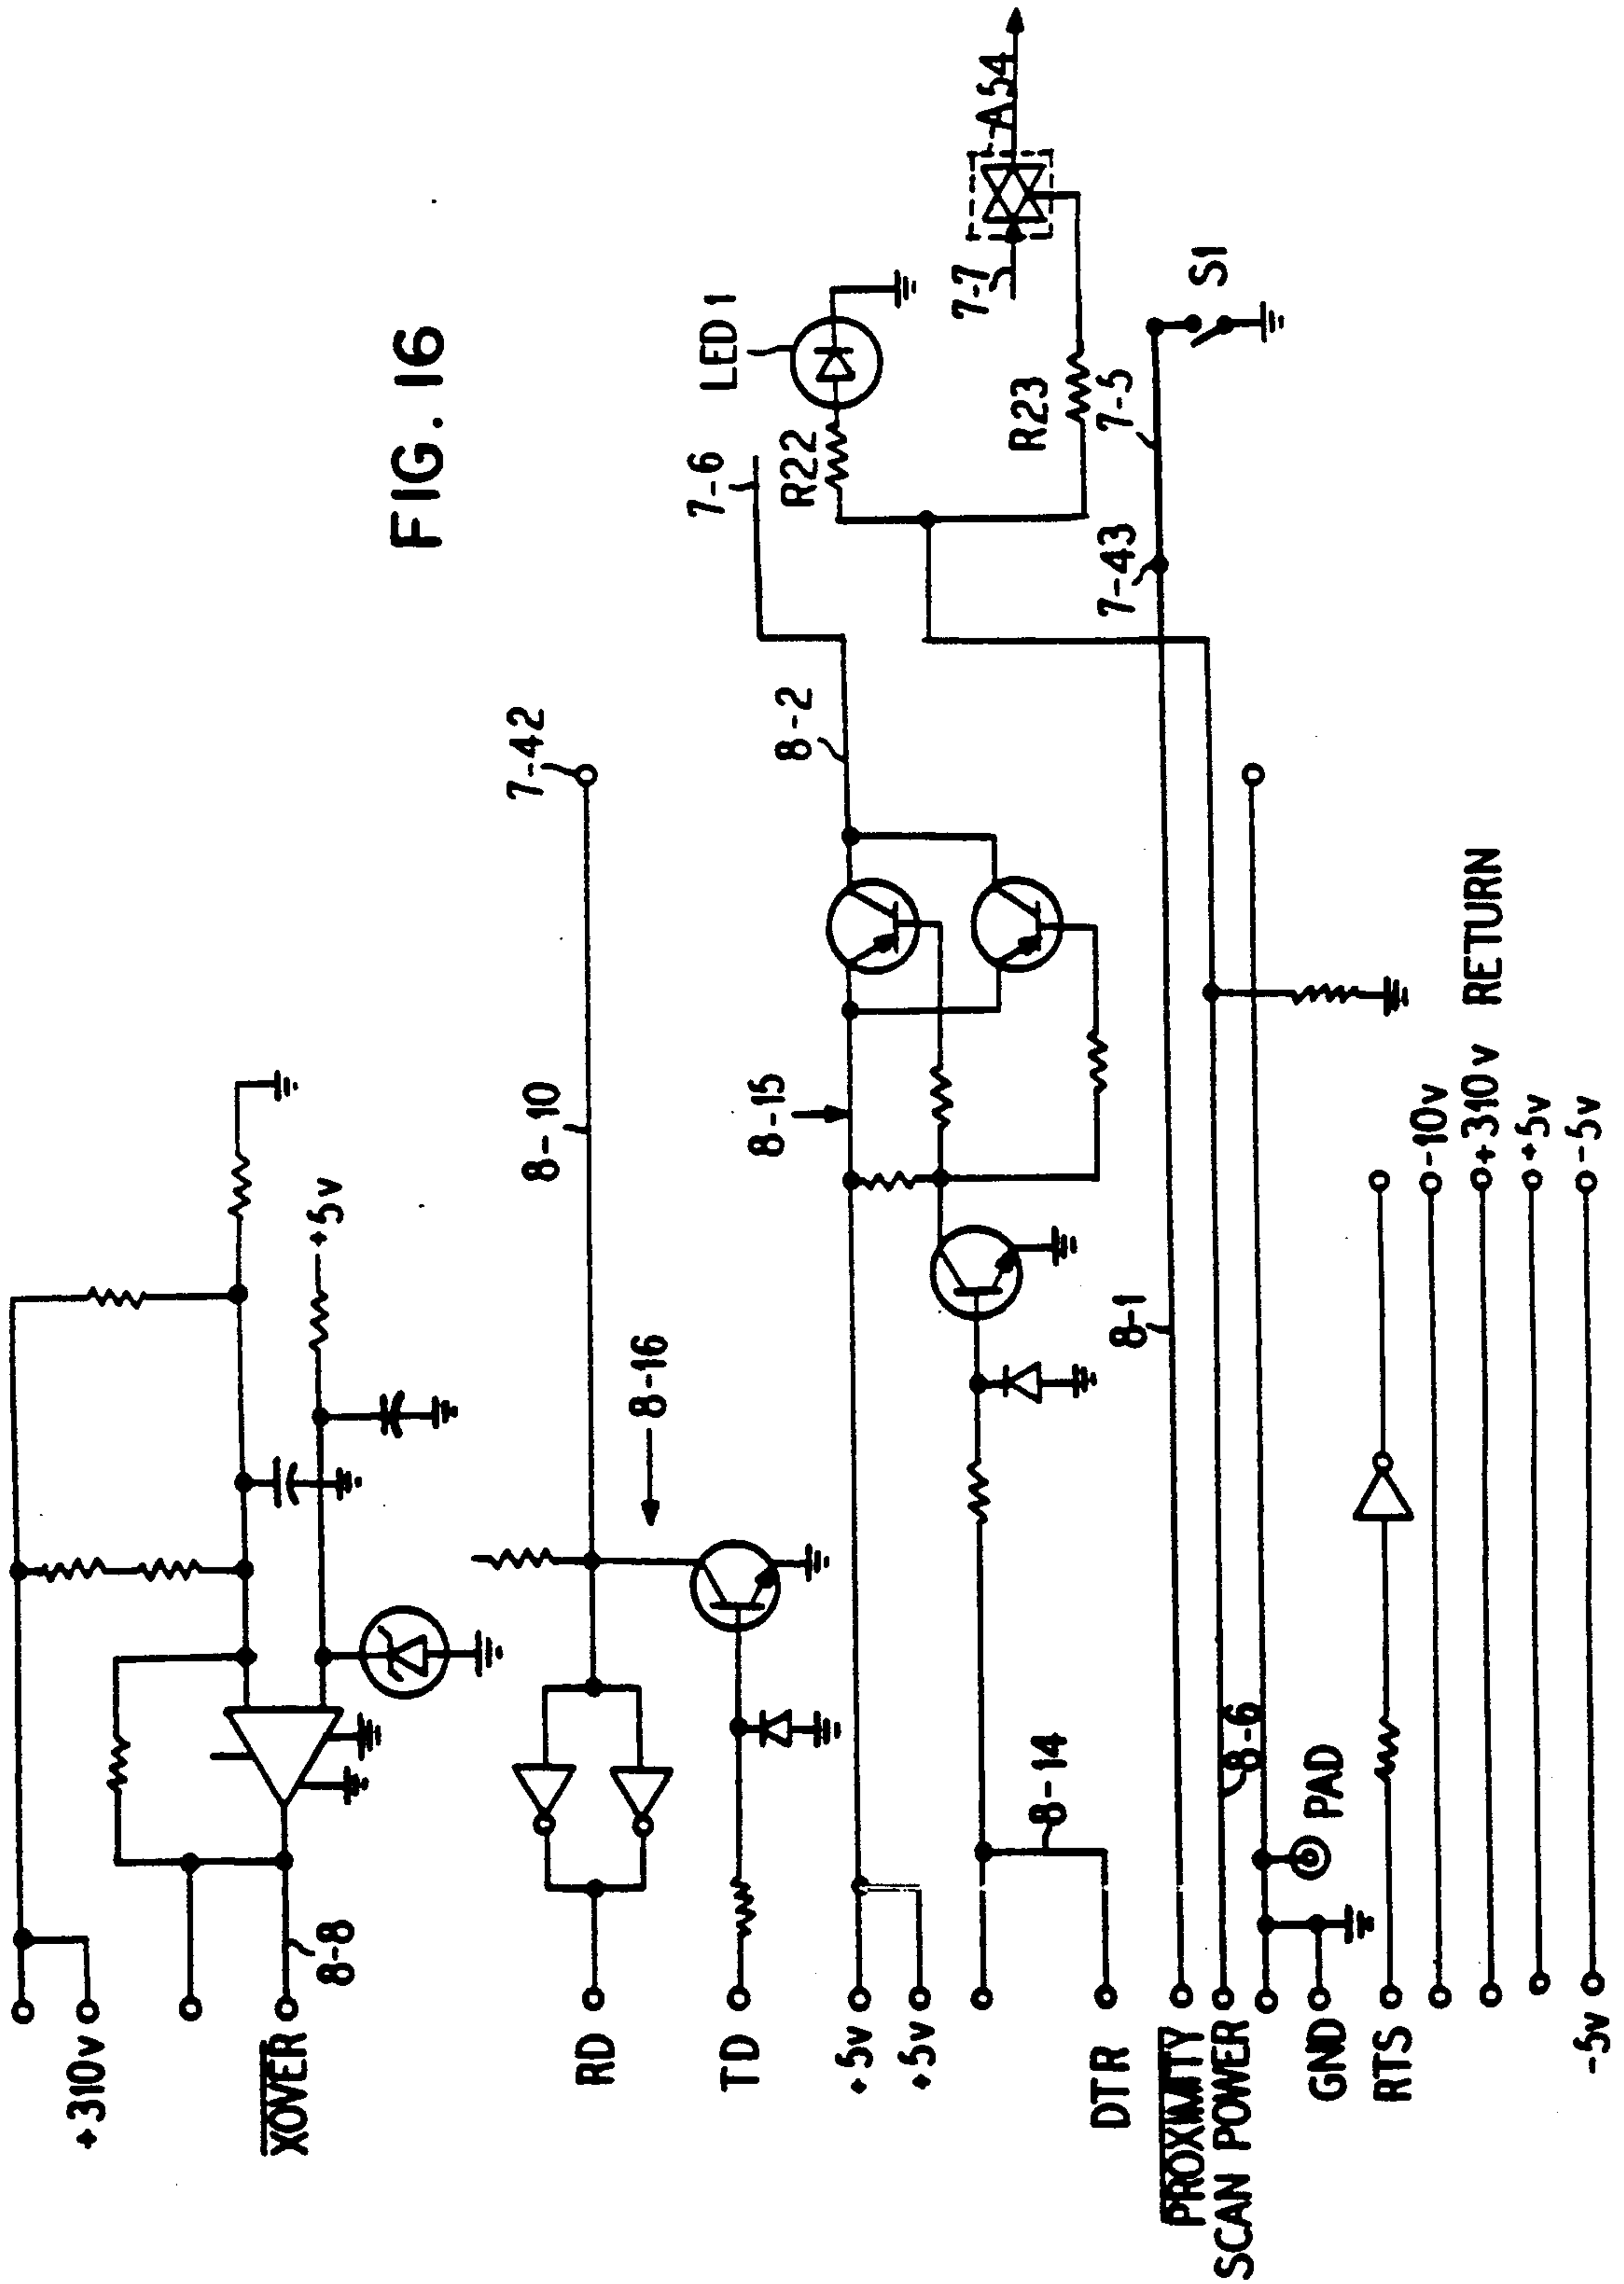 FIG. 16
+310v
XOVER
8-8
+5v
RD
8-10
7-42
8-16
TD
+5v
+5v
8-15
8-2
7-6
R22
LED 1
7-7
A54
R23
8-14
DTR
PROXIMITY
8-1
7-43
7-5
S1
SCAN POWER
8-6
PAD
GND
RTS
-10v
+310v RETURN
+5v
-5v
-5v